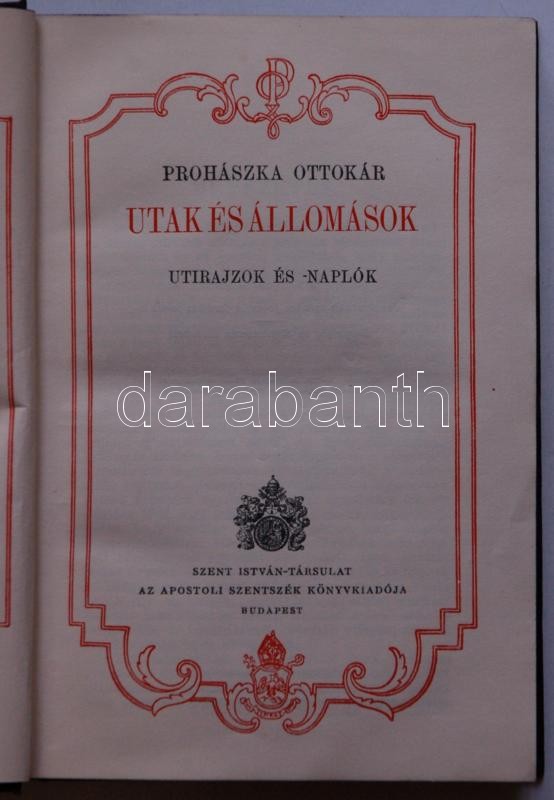 PROHÁSZKA OTTOKÁR
UTAK ÉS ÁLLOMÁSOK
UTIRAJZOK ÉS -NAPLÓK
darabanth
SZENT ISTVÁN-TÁRSULAT
AZ APOSTOLI SZENTSZÉK KÖNYVKIADÓJA
BUDAPEST